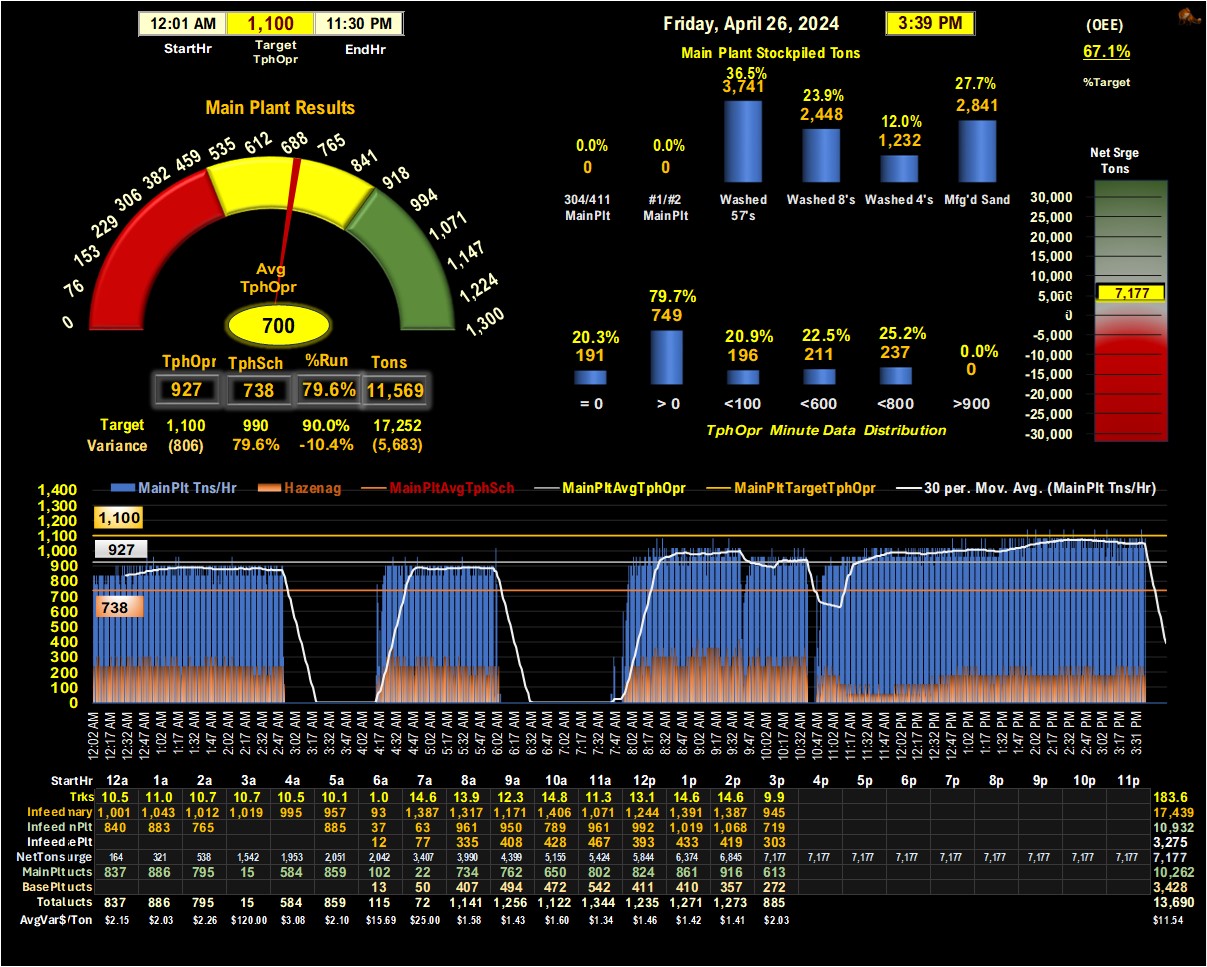 12:01 AM 1,100 11:30 PM
StartHr Target TphOpr EndHr
Friday, April 26, 2024 3:39 PM
(OEE)
67.1%
%Target
Main Plant Stockpiled Tons
0.0% 0.0% 36.5% 23.9% 12.0% 27.7%
0 0 3,741 2,448 1,232 2,841
304/411 MainPlt #1/#2 MainPlt Washed 57's Washed 8's Washed 4's Mfg'd Sand
Main Plant Results
0 76 153 229 306 382 459 535 612 688 765 841 918 994 1,071 1,147 1,224 1,300
Avg
TphOpr
700
TphOpr TphSch %Run Tons
927 738 79.6% 11,569
Target 1,100 990 90.0% 17,252
Variance (806) 79.6% -10.4% (5,683)
20.3% 79.7% 20.9% 22.5% 25.2% 0.0%
191 749 196 211 237 0
= 0 > 0 <100 <600 <800 >900
TphOpr Minute Data Distribution
Net Srge
Tons
30,000
25,000
20,000
15,000
10,000
7,177
5,000
0
-5,000
-10,000
-15,000
-20,000
-25,000
-30,000
MainPlt Tns/Hr Hazenag MainPltAvgTphSch MainPltAvgTphOpr MainPltTargetTphOpr 30 per. Mov. Avg. (MainPlt Tns/Hr)
1,400
1,300
1,200
1,100
1,000
900
800
700
600
500
400
300
200
100
0
1,100
927
738
12:02 AM 12:17 AM 12:32 AM 12:47 AM 1:02 AM 1:17 AM 1:32 AM 1:47 AM 2:02 AM 2:17 AM 2:32 AM 2:47 AM 3:02 AM 3:17 AM 3:32 AM 3:47 AM 4:02 AM 4:17 AM 4:32 AM 4:47 AM 5:02 AM 5:17 AM 5:32 AM 5:47 AM 6:02 AM 6:17 AM 6:32 AM 6:47 AM 7:02 AM 7:17 AM 7:32 AM 7:47 AM 8:02 AM 8:17 AM 8:32 AM 8:47 AM 9:02 AM 9:17 AM 9:32 AM 9:47 AM 10:02 AM 10:17 AM 10:32 AM 10:47 AM 11:17 AM 11:32 AM 11:47 AM 12:02 PM 12:17 PM 12:32 PM 12:47 PM 1:02 PM 1:17 PM 1:32 PM 1:47 PM 2:02 PM 2:17 PM 2:32 PM 2:47 PM 3:02 PM 3:17 PM 3:31 PM
StartHr 12a 1a 2a 3a 4a 5a 6a 7a 8a 9a 10a 11a 12p 1p 2p 3p 4p 5p 6p 7p 8p 9p 10p 11p
Trks 10.5 11.0 10.7 10.7 10.5 10.1 1.0 14.6 13.9 12.3 14.8 11.3 13.1 14.6 14.6 9.9 183.6
Infeed nary 1,001 1,043 1,012 1,019 995 957 93 1,387 1,317 1,171 1,406 1,071 1,244 1,391 1,387 945 17,439
Infeed nPlt 840 883 765 885 37 63 961 950 789 961 992 1,019 1,068 719 10,932
Infeed ePlt 12 77 335 408 428 467 393 433 419 303 3,275
NetTons urge 164 321 538 1,542 1,953 2,051 2,042 3,407 3,990 4,399 5,155 5,424 5,844 6,374 6,845 7,177 7,177 7,177 7,177 7,177 7,177 7,177 7,177 7,177 7,177
MainPlt ucts 837 886 795 15 584 859 102 22 734 762 650 802 824 861 916 613 10,262
BasePlt ucts 13 50 407 494 472 542 411 410 357 272 3,428
Total ucts 837 886 795 15 584 859 115 72 1,141 1,256 1,122 1,344 1,235 1,271 1,273 885 13,690
AvgVar$/Ton $2.15 $2.03 $2.26 $120.00 $3.08 $2.10 $15.69 $25.00 $1.58 $1.43 $1.60 $1.34 $1.46 $1.42 $1.41 $2.03 $11.54